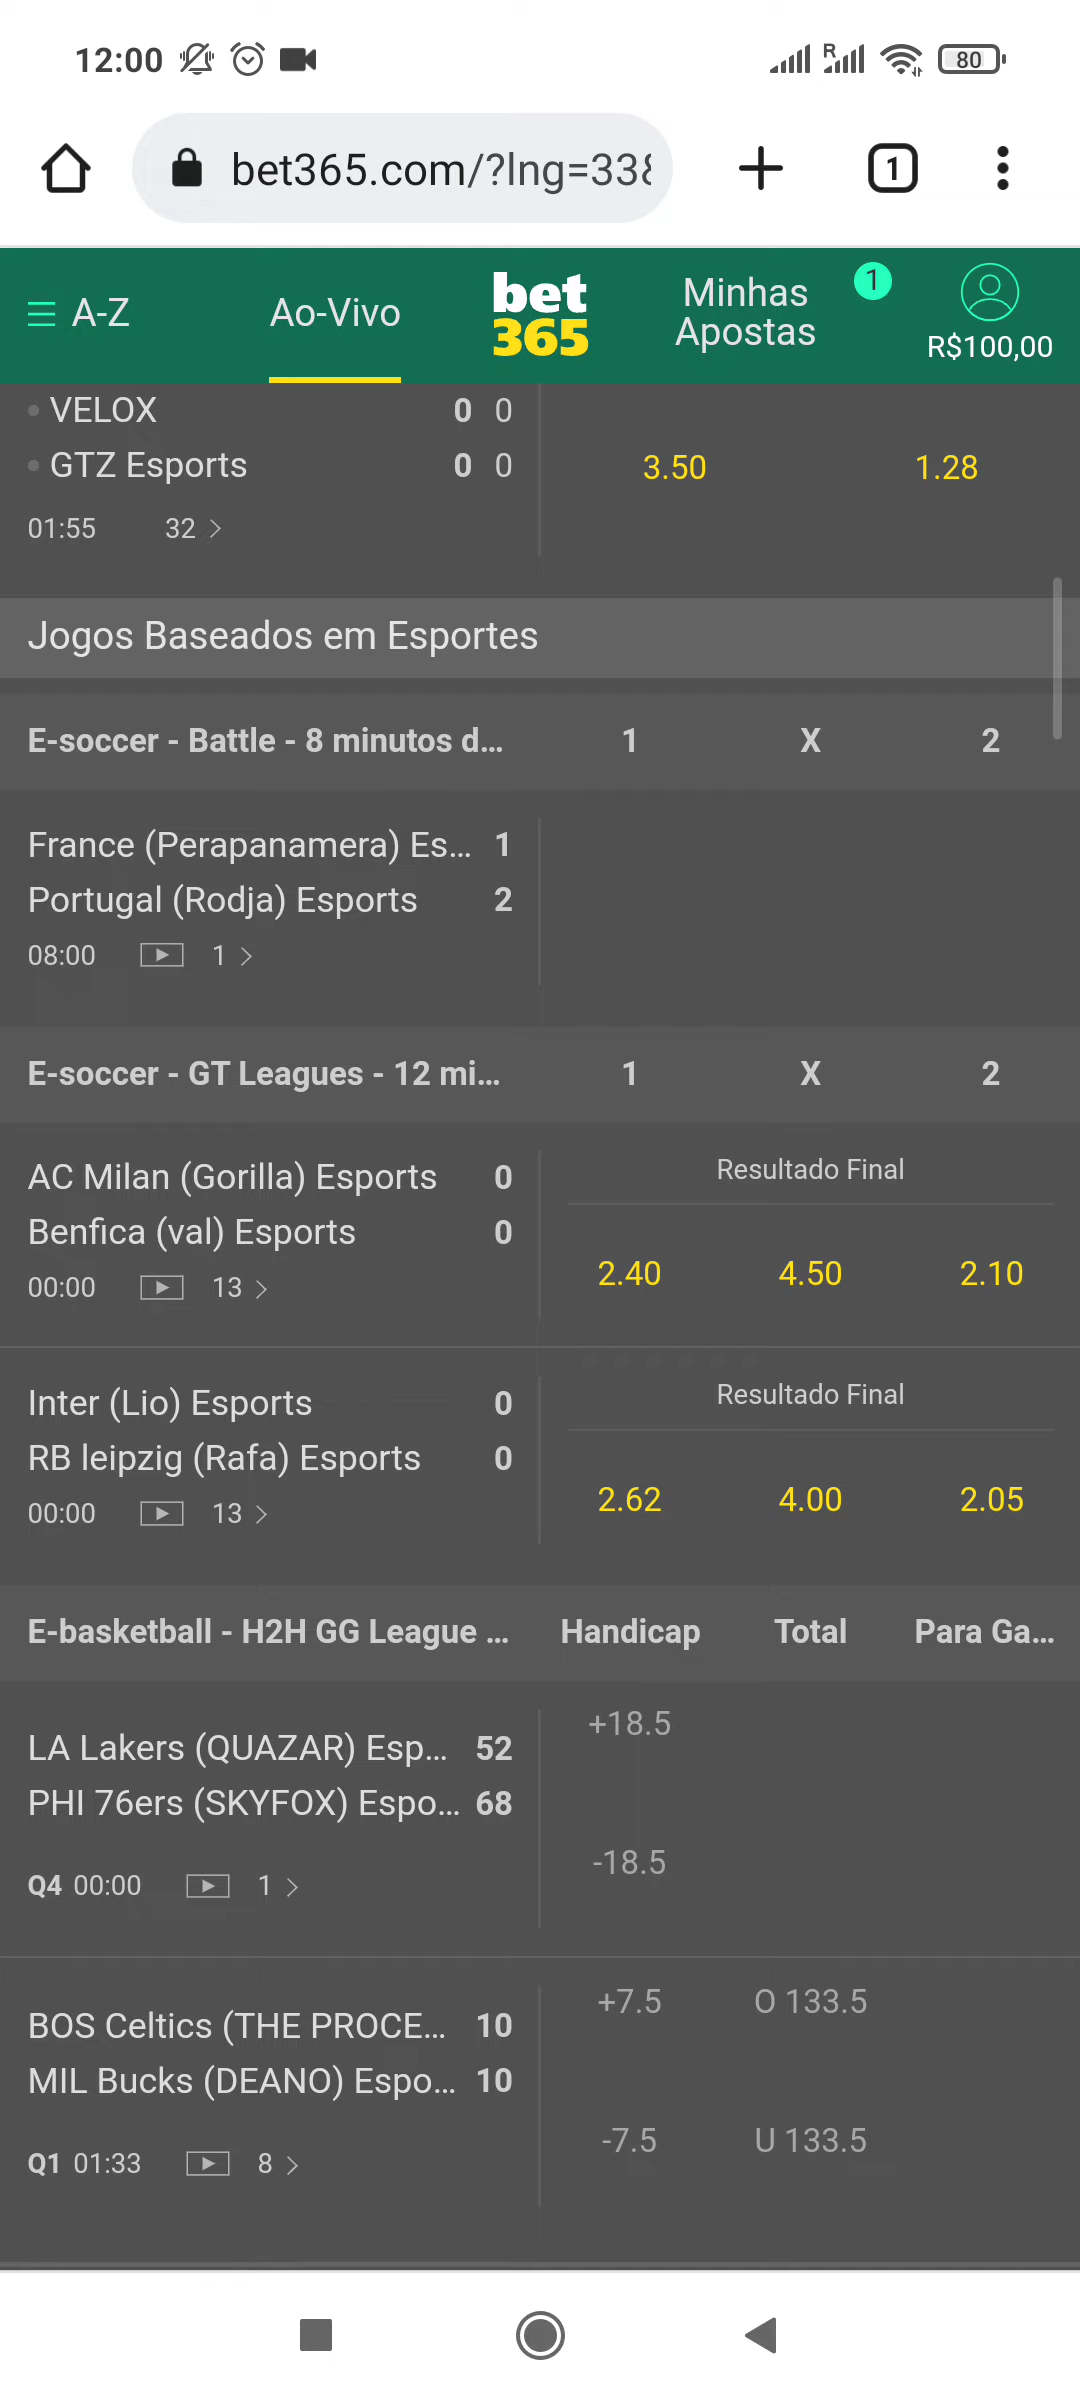 12:00
R
80
bet365.com/?lng=338
1
A-Z
Ao-Vivo
bet
365
Minhas
Apostas
1
R$100,00
VELOX 0 0
GTZ Esports 0 0
3.50 1.28
01:55 32 >
Jogos Baseados em Esportes
E-soccer - Battle - 8 minutos d... 1 X 2
France (Perapanamera) Es... 1
Portugal (Rodja) Esports 2
08:00 1 >
E-soccer - GT Leagues - 12 mi... 1 X 2
AC Milan (Gorilla) Esports 0
Benfica (val) Esports 0
Resultado Final
2.40 4.50 2.10
00:00 13 >
Inter (Lio) Esports 0
RB leipzig (Rafa) Esports 0
Resultado Final
2.62 4.00 2.05
00:00 13 >
E-basketball - H2H GG League ... Handicap Total Para Ga...
LA Lakers (QUAZAR) Esp... 52
PHI 76ers (SKYFOX) Espo... 68
+18.5
-18.5
Q4 00:00 1 >
BOS Celtics (THE PROCE... 10
MIL Bucks (DEANO) Espo... 10
+7.5 O 133.5
-7.5 U 133.5
Q1 01:33 8 >